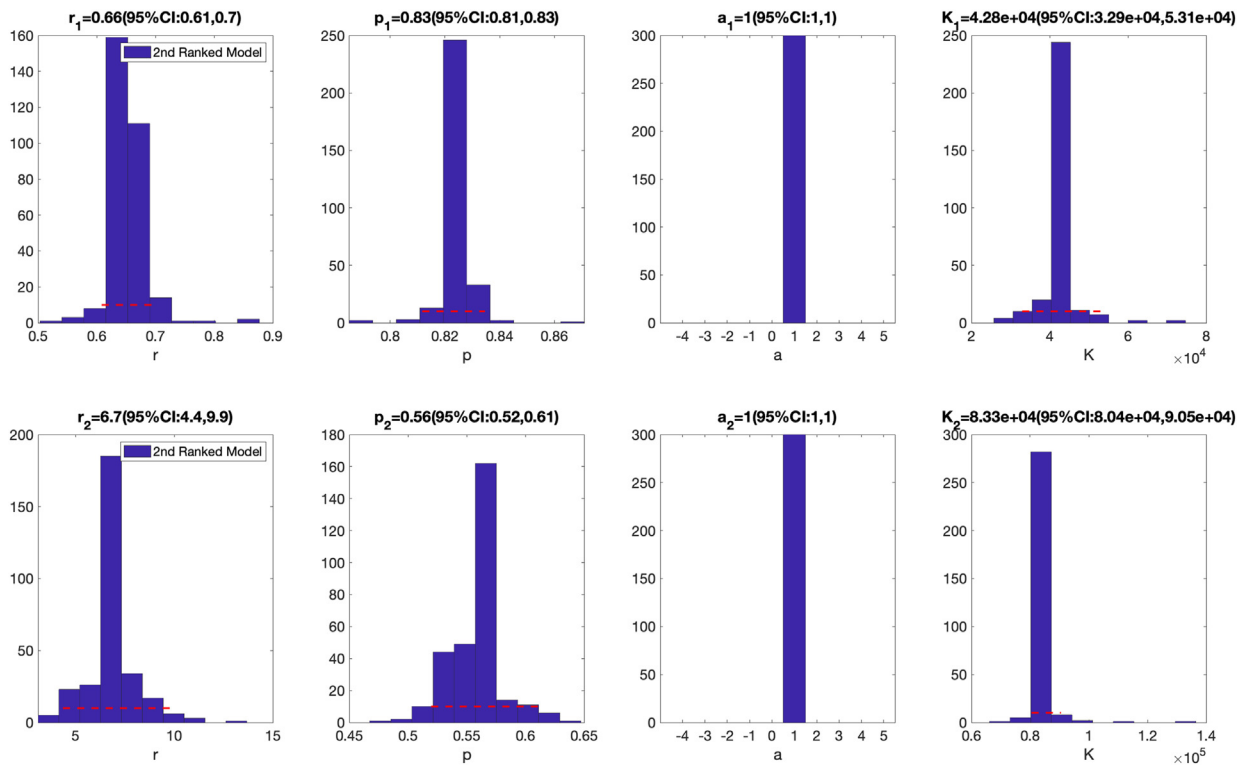 r1=0.66(95%CI:0.61,0.7)
160
140
120
100
80
60
40
20
0
0.5 0.6 0.7 0.8 0.9
r
2nd Ranked Model
p1=0.83(95%CI:0.81,0.83)
250
200
150
100
50
0
0.8 0.82 0.84 0.86
p
a1=1(95%CI:1,1)
300
250
200
150
100
50
0
-4 -3 -2 -1 0 1 2 3 4 5
a
K1=4.28e+04(95%CI:3.29e+04,5.31e+04)
250
200
150
100
50
0
2 4 6 8
×10^4
K
r2=6.7(95%CI:4.4,9.9)
200
150
100
50
0
5 10 15
r
2nd Ranked Model
p2=0.56(95%CI:0.52,0.61)
180
160
140
120
100
80
60
40
20
0
0.45 0.5 0.55 0.6 0.65
p
a2=1(95%CI:1,1)
300
250
200
150
100
50
0
-4 -3 -2 -1 0 1 2 3 4 5
a
K2=8.33e+04(95%CI:8.04e+04,9.05e+04)
300
250
200
150
100
50
0
0.6 0.8 1 1.2 1.4
×10^5
K